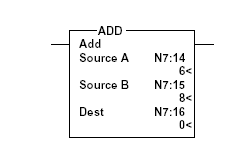 ADD
Add
Source A N7:14
6<
Source B N7:15
8<
Dest N7:16
0<